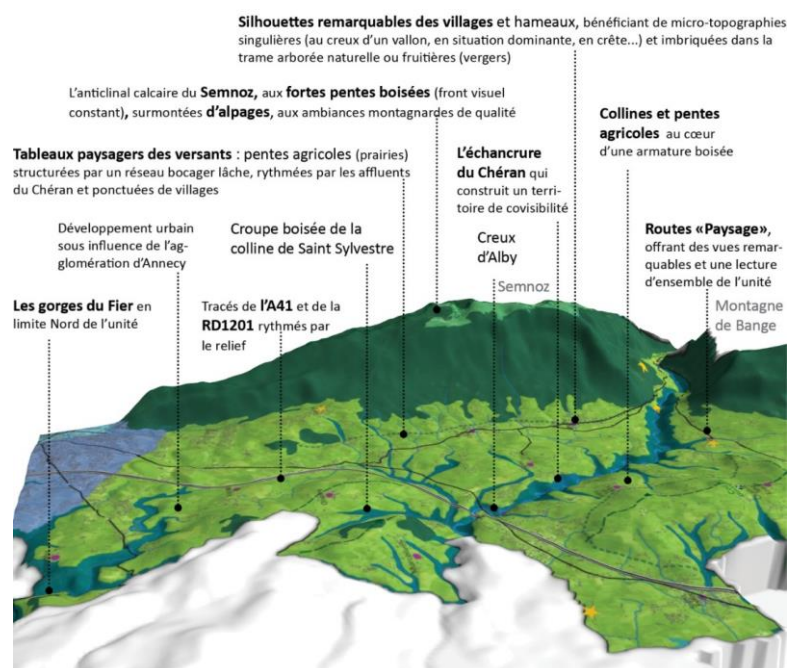 Silhouettes remarquables des villages et hameaux, bénéficiant de micro-topographies
singulières (au creux d'un vallon, en situation dominante, en crête...) et imbriquées dans la
trame arborée naturelle ou fruitières (vergers)
L'anticlinal calcaire du Semnoz, aux fortes pentes boisées (front visuel
constant), surmontées d'alpages, aux ambiances montagnardes de qualité
Collines et pentes
agricoles au cœur
d'une armature boisée
Tableaux paysagers des versants : pentes agricoles (prairies)
structurées par un réseau bocager lâche, rythmées par les affluents
du Chéran et ponctuées de villages
L'échancrure
du Chéran qui
construit un terri-
toire de covisibilité
Développement urbain
sous influence de l'ag-
glomération d'Annecy
Croupe boisée de la
colline de Saint Sylvestre
Creux
d'Alby
Routes «Paysage»,
offrant des vues remar-
quables et une lecture
d'ensemble de l'unité
Semnoz
Les gorges du Fier en
limite Nord de l'unité
Tracés de l'A41 et de la
RD1201 rythmés par
le relief
Montagne
de Bange